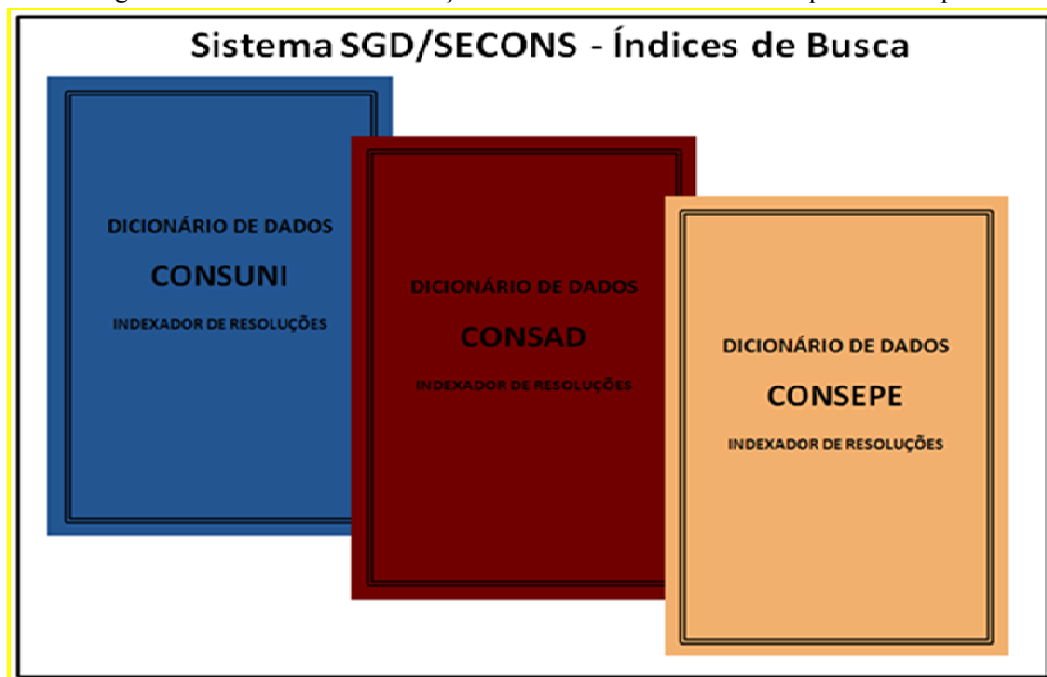 Sistema SGD/SECONS - Índices de Busca
DICIONÁRIO DE DADOS
CONSUNI
INDEXADOR DE RESOLUÇÕES
DICIONÁRIO DE DADOS
CONSAD
INDEXADOR DE RESOLUÇÕES
DICIONÁRIO DE DADOS
CONSEPE
INDEXADOR DE RESOLUÇÕES